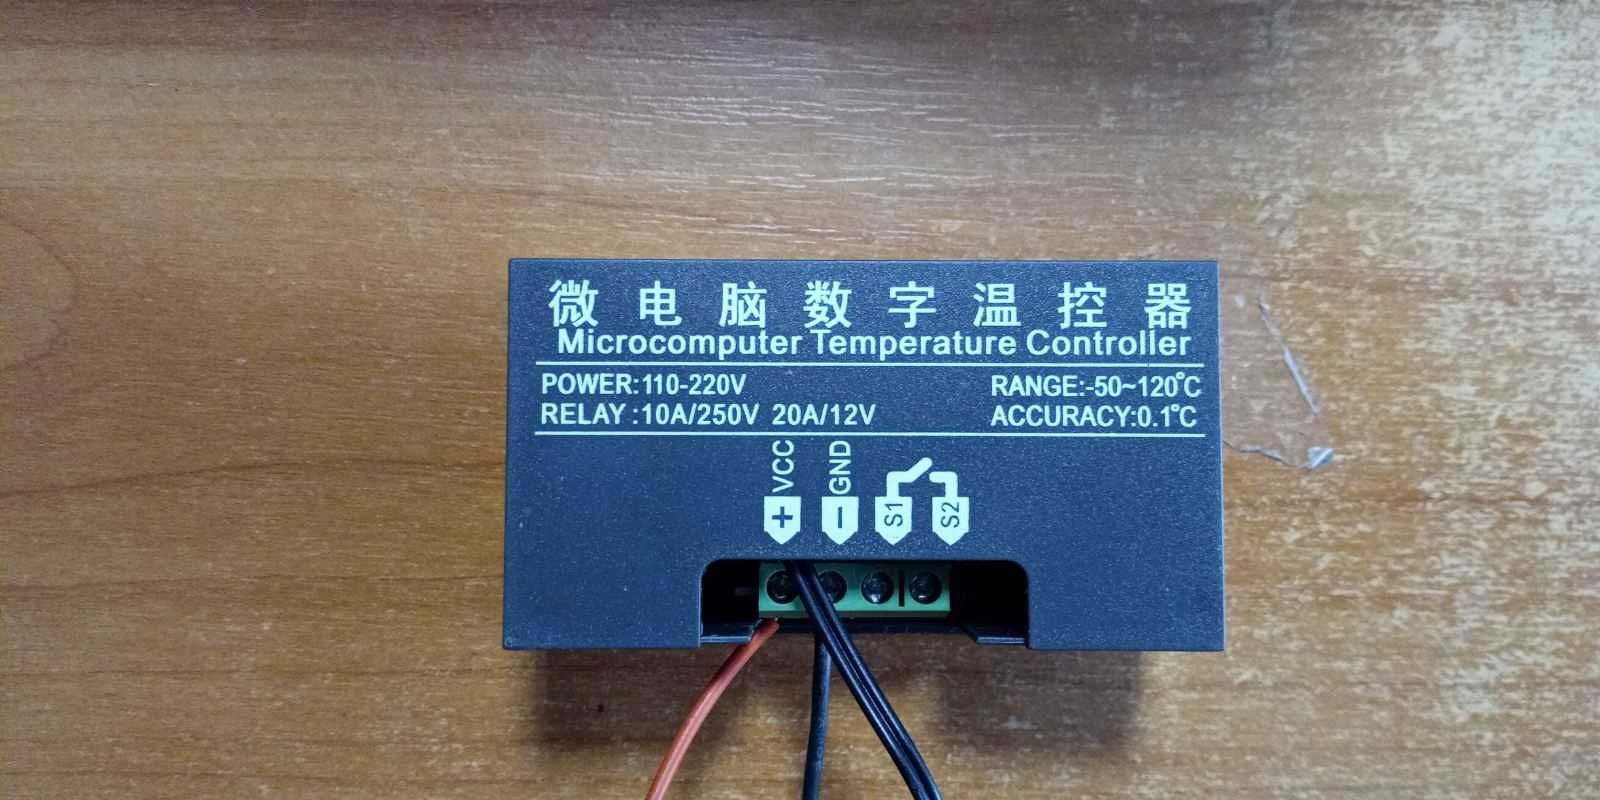 微电脑数字温控器
Microcomputer Temperature Controller
POWER:110-220V RANGE:-50~120°C
RELAY :10A/250V 20A/12V ACCURACY:0.1°C
VCC GND
+ - S1 S2